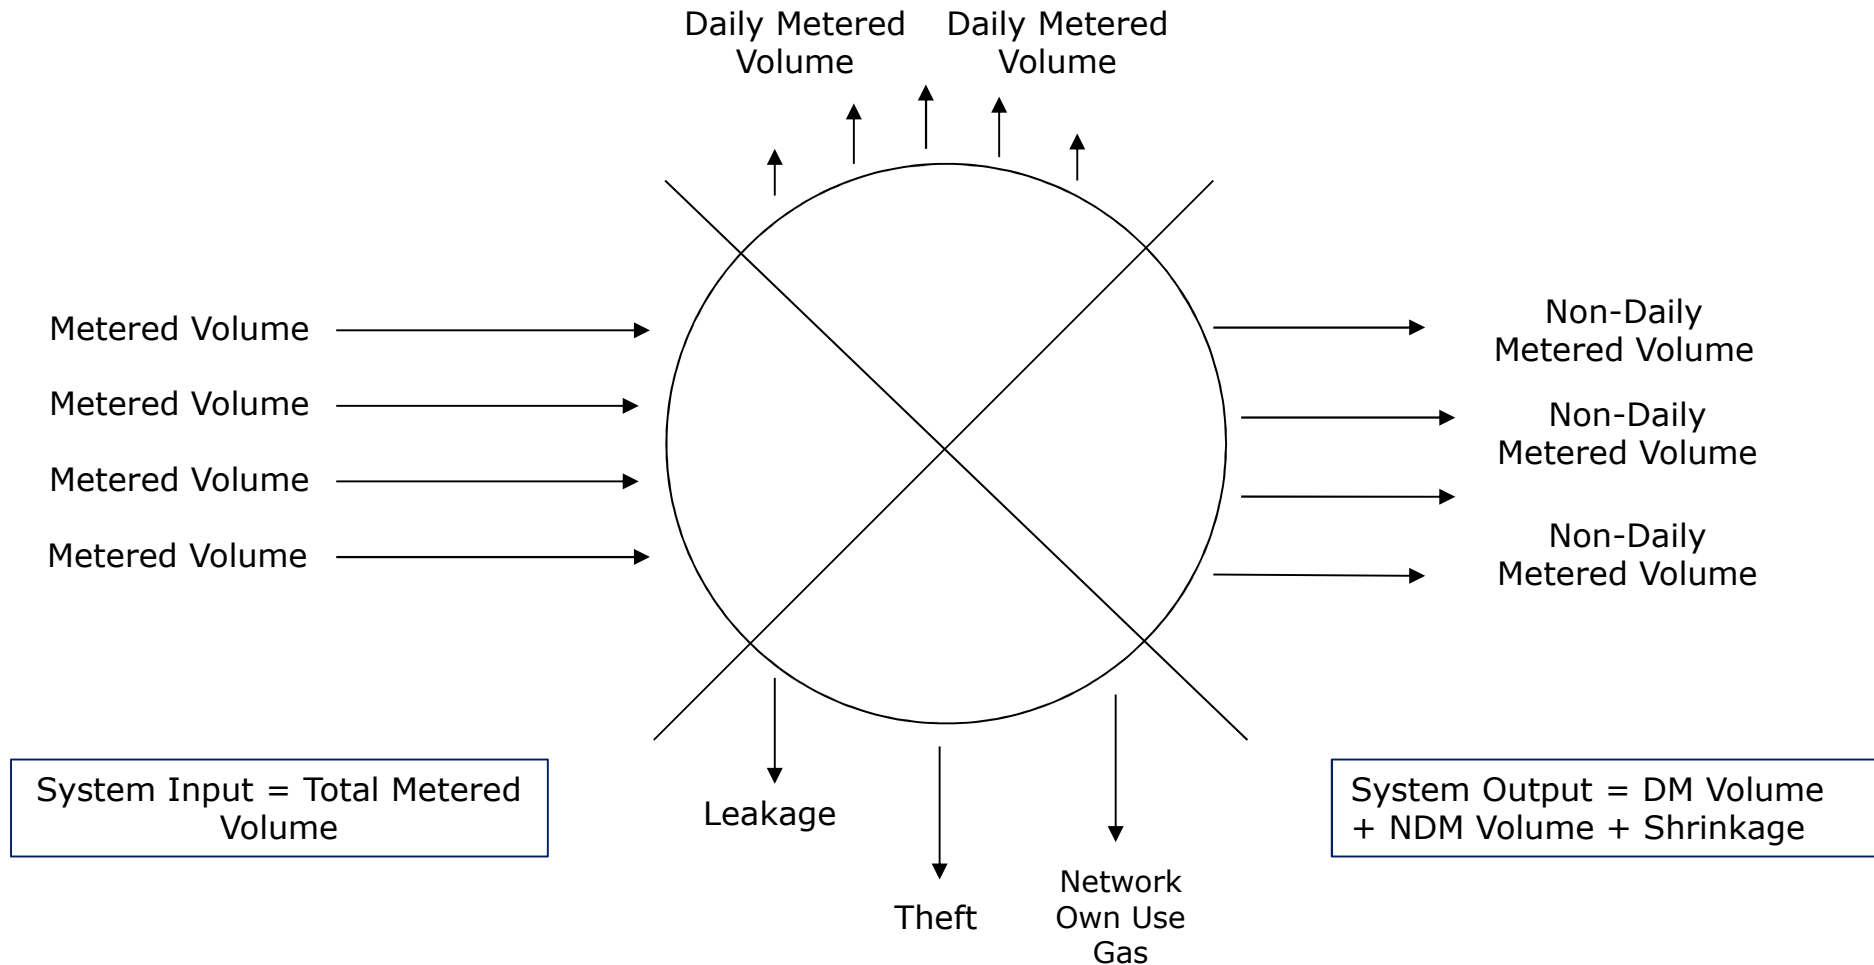 Daily Metered
Volume
Daily Metered
Volume
Metered Volume
Metered Volume
Metered Volume
Metered Volume
Non-Daily
Metered Volume
Non-Daily
Metered Volume
Non-Daily
Metered Volume
System Input = Total Metered
Volume
Leakage
Theft
Network
Own Use
Gas
System Output = DM Volume
+ NDM Volume + Shrinkage